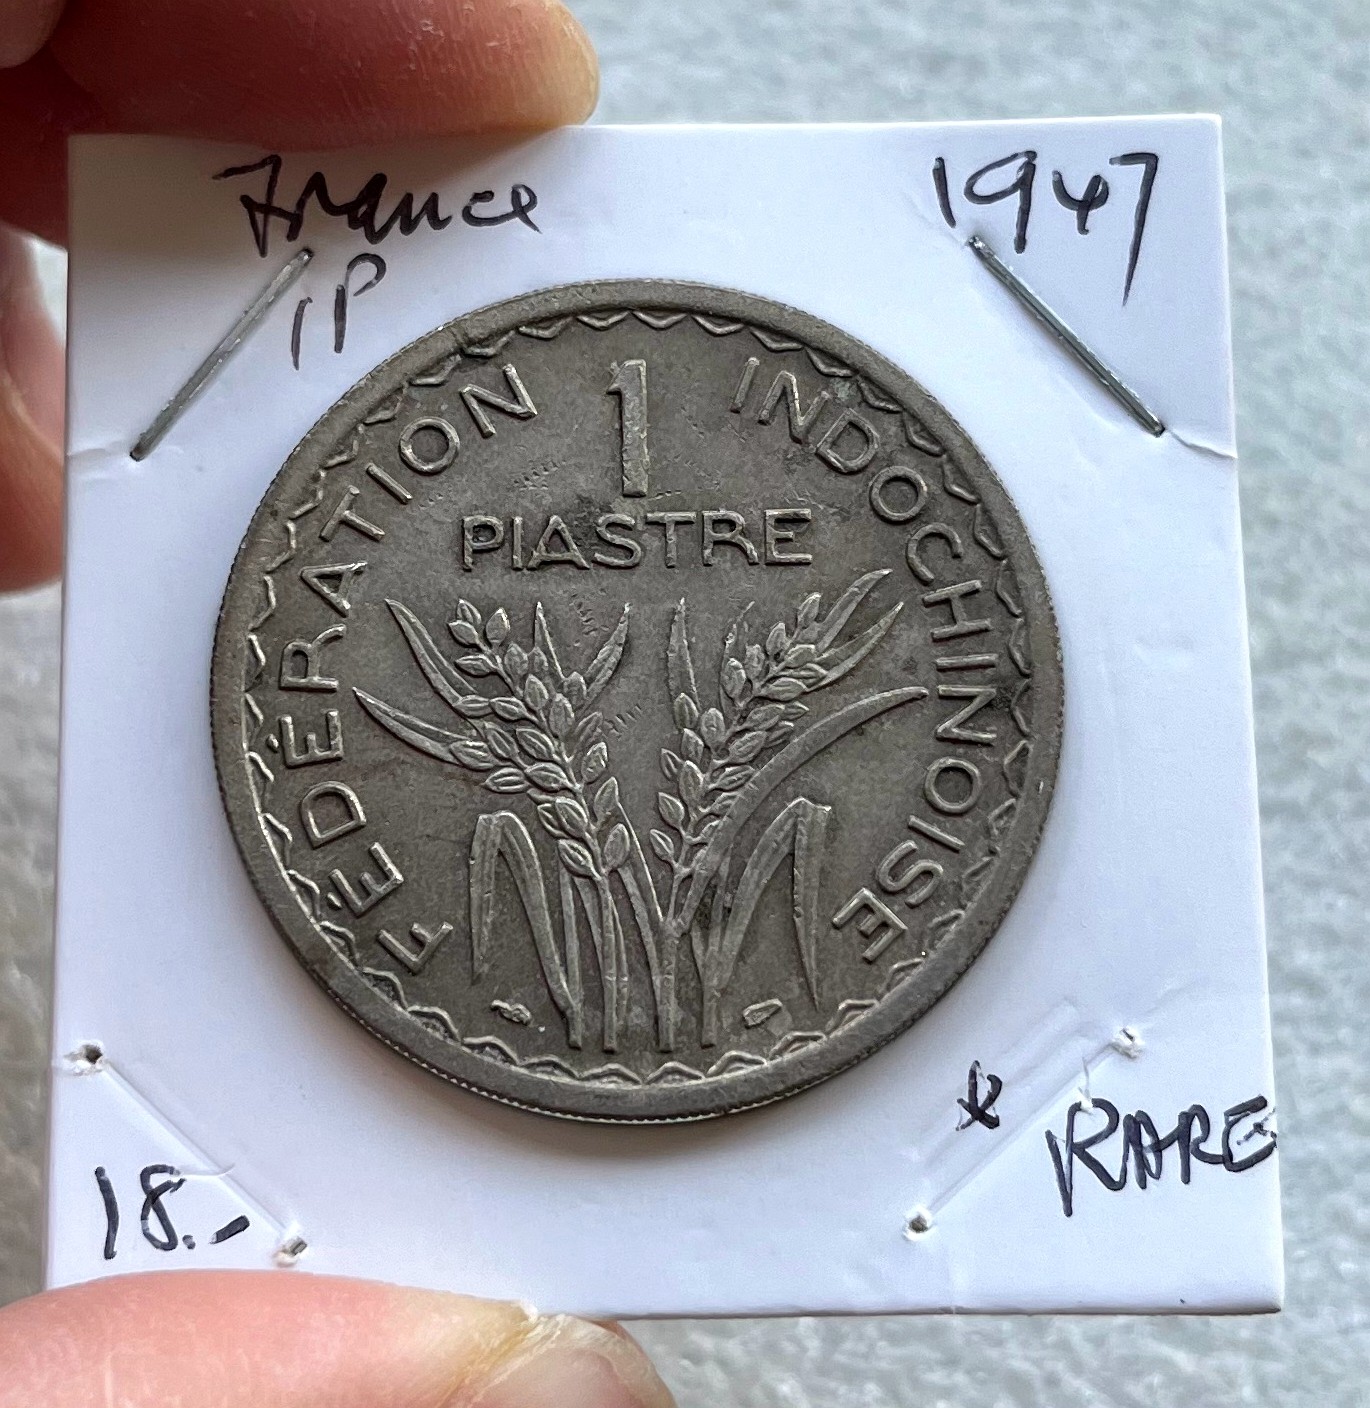 France
1P
1947
FÉDÉRATION INDOCHINOISE
1
PIASTRE
18.-
* RARE